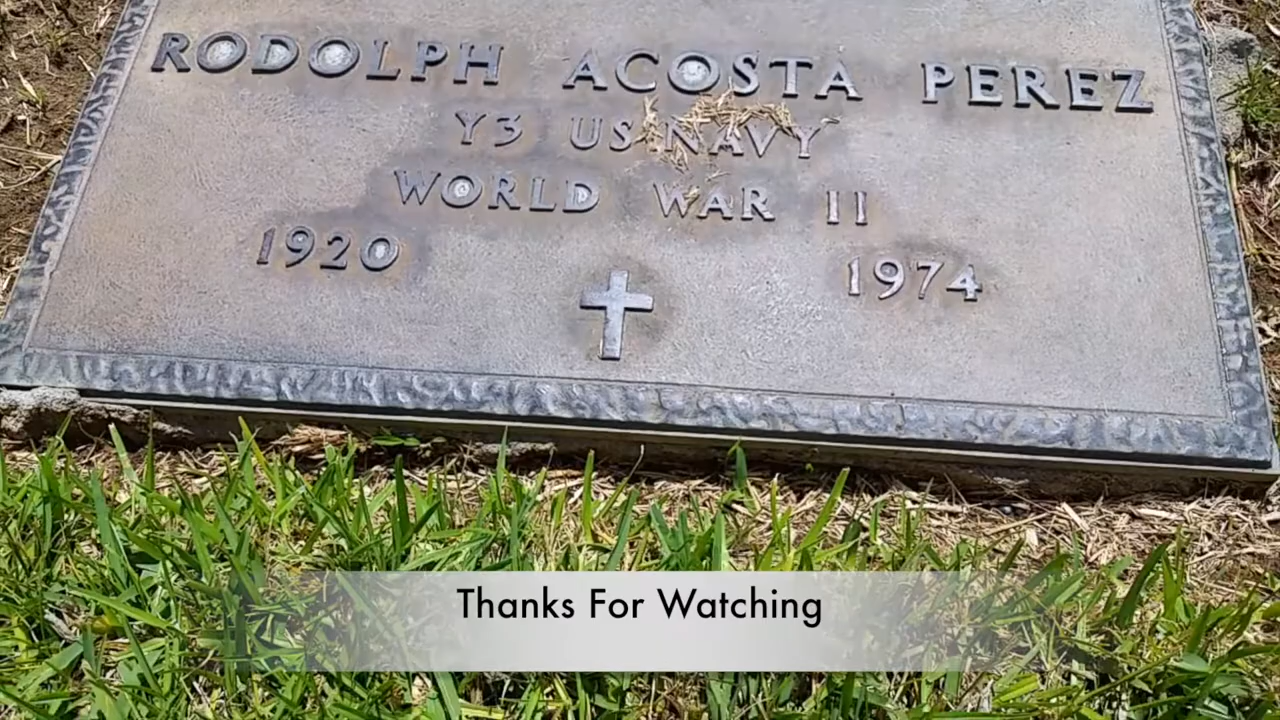 RODOLPH ACOSTA PEREZ
Y3 US NAVY
WORLD WAR II
1920 1974
Thanks For Watching